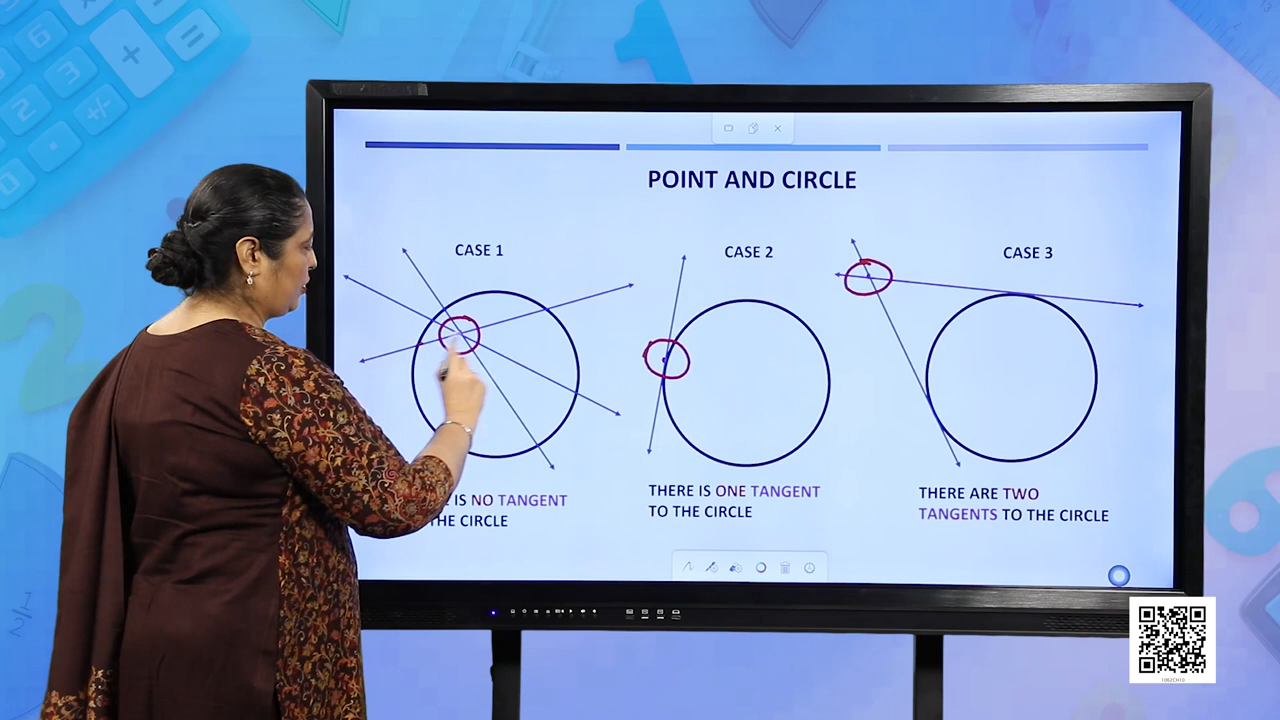 POINT AND CIRCLE
CASE 1
CASE 2
CASE 3
IS NO TANGENT
THE CIRCLE
THERE IS ONE TANGENT
TO THE CIRCLE
THERE ARE TWO
TANGENTS TO THE CIRCLE
1062CH10